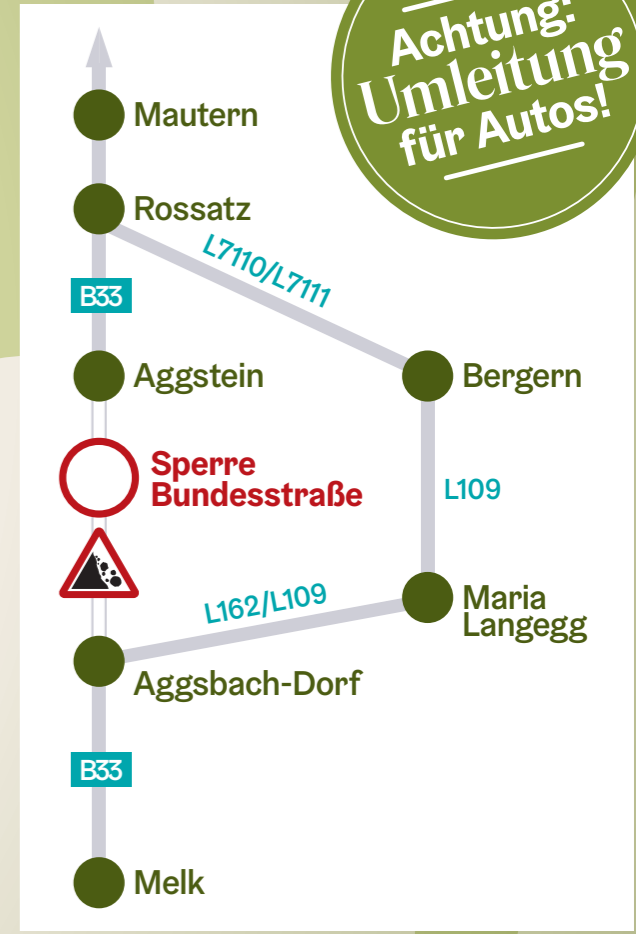 Achtung:
Umleitung
für Autos!
Mautern
Rossatz
L7110/L7111
B33
Aggstein
Bergern
Sperre
Bundesstraße
L109
L162/L109
Maria
Langegg
Aggsbach-Dorf
B33
Melk